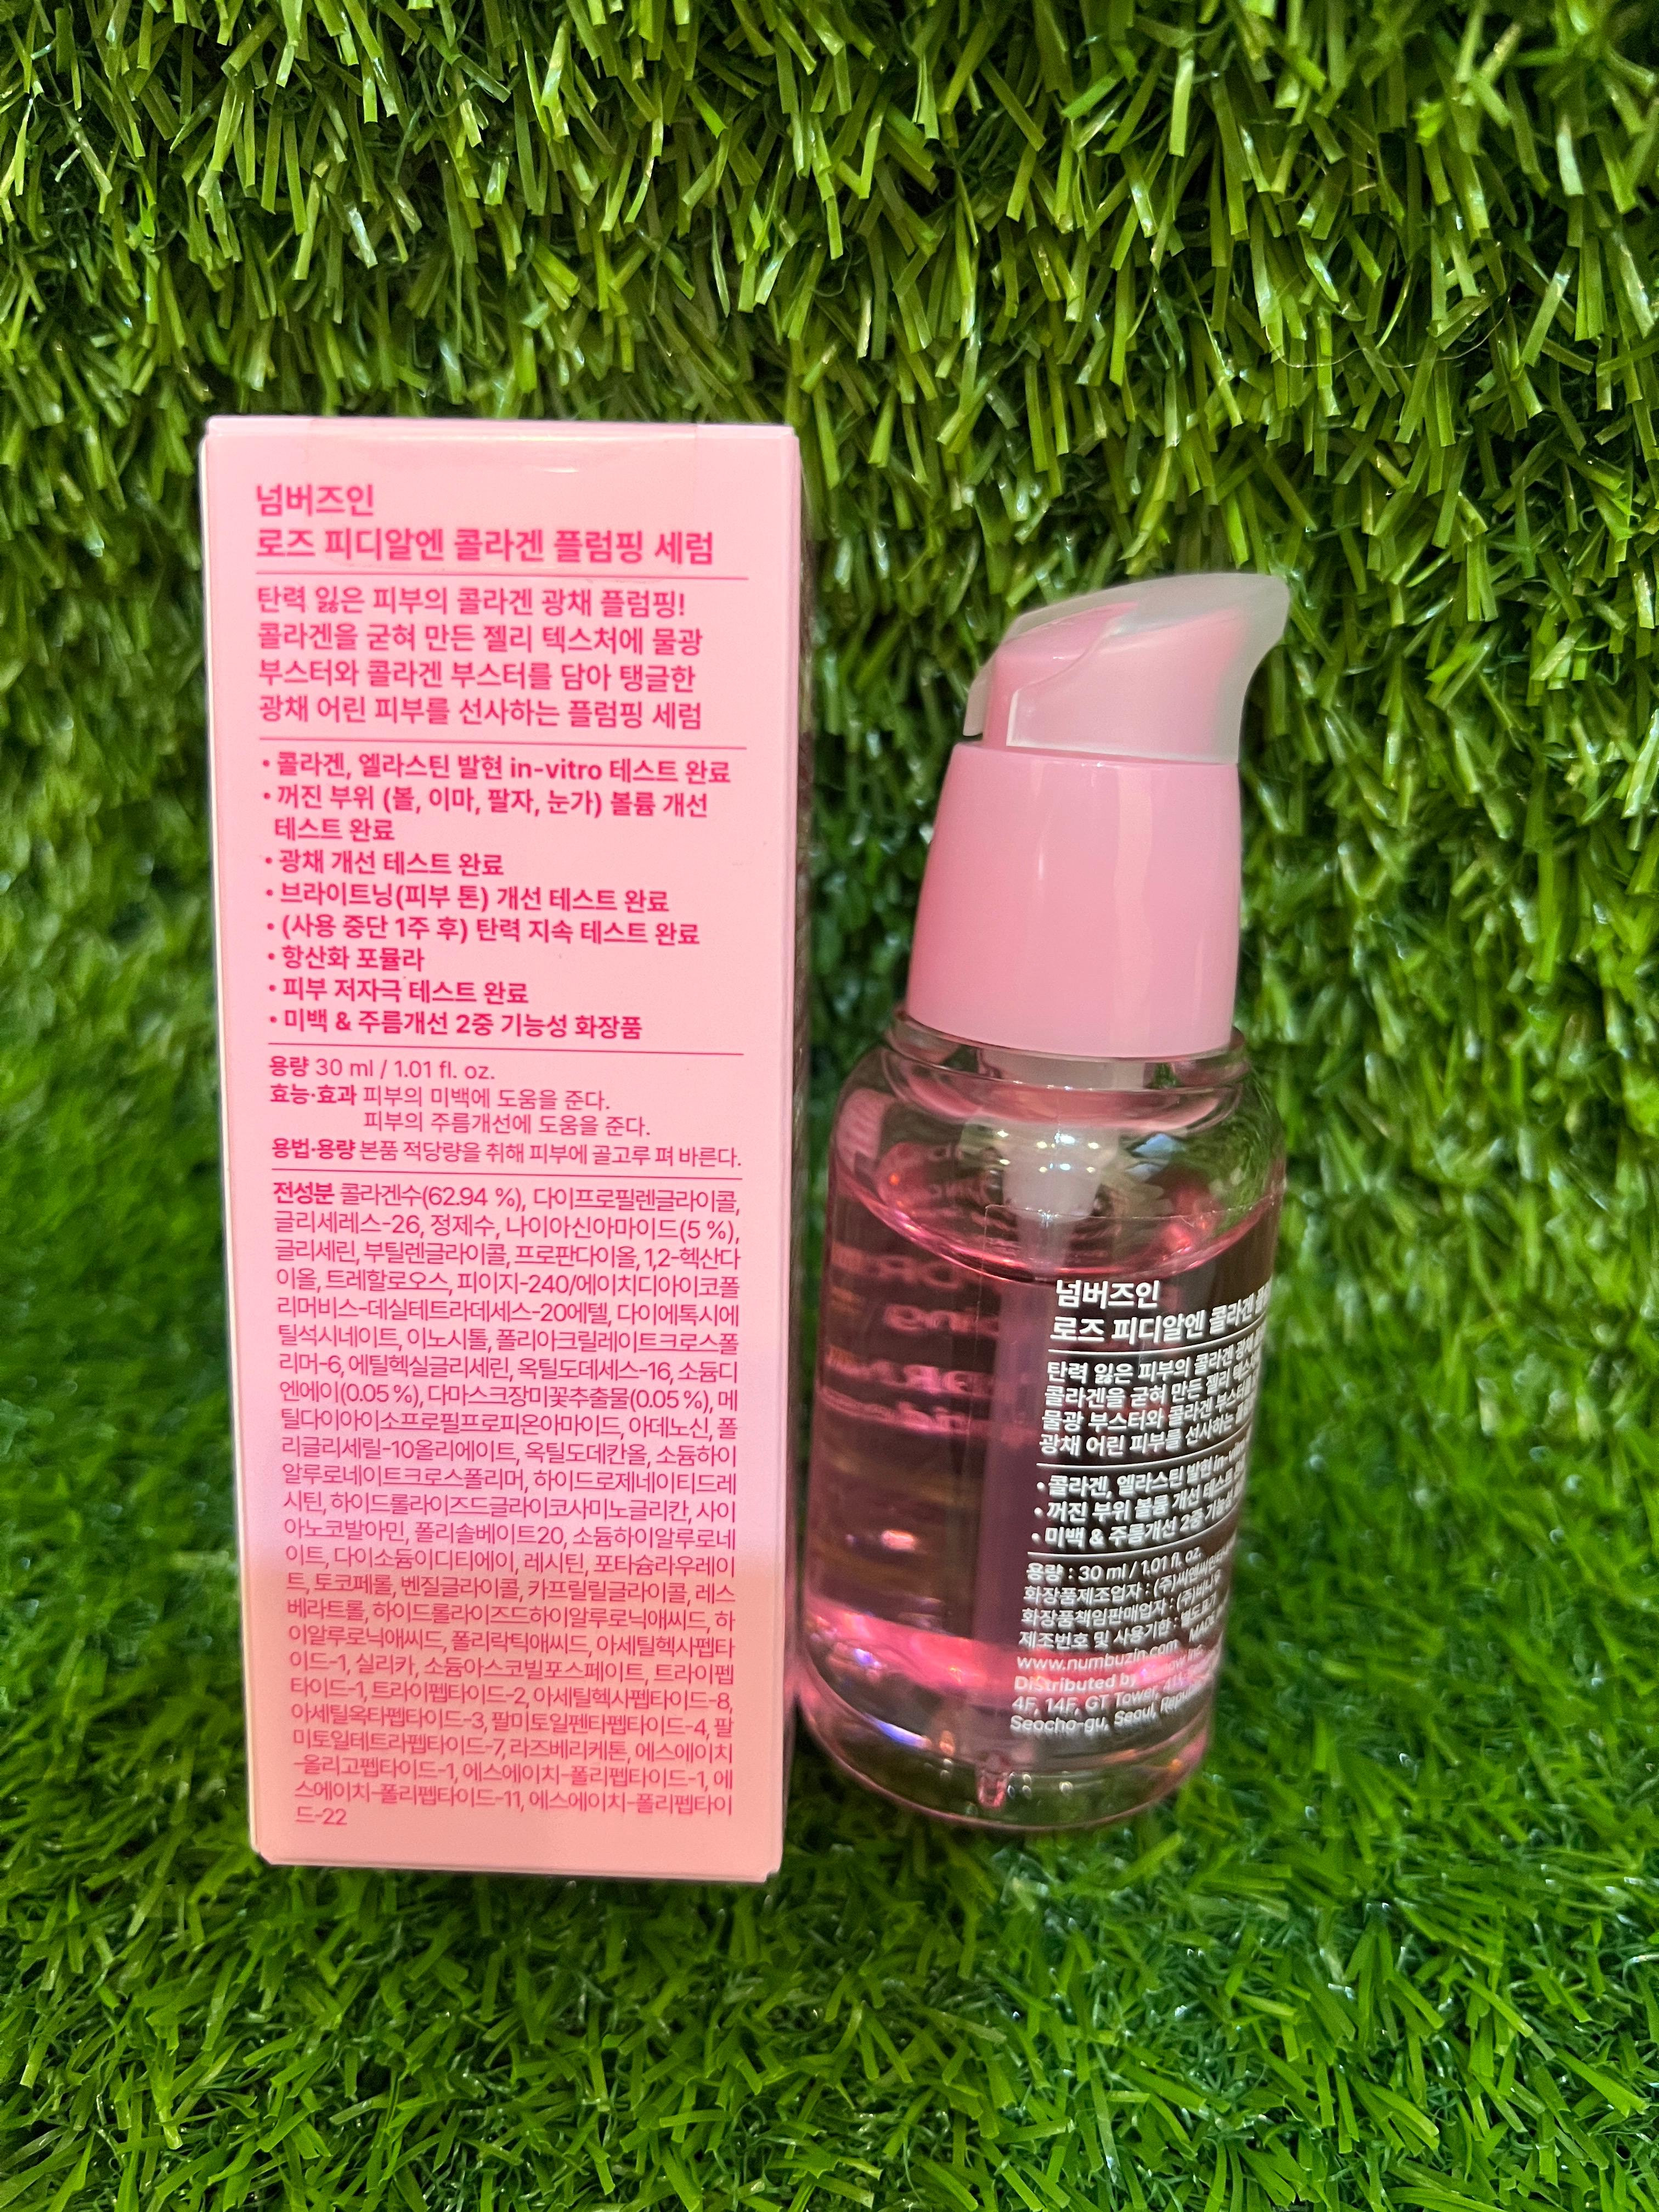 넘버즈인
로즈 피디알엔 콜라겐 플럼핑 세럼
탄력 잃은 피부의 콜라겐 광채 플럼핑!
콜라겐을 굳혀 만든 젤리 텍스처에 물광
부스터와 콜라겐 부스터를 담아 탱글한
광채 어린 피부를 선사하는 플럼핑 세럼
• 콜라겐, 엘라스틴 발현 in-vitro 테스트 완료
• 꺼진 부위 (볼, 이마, 팔자, 눈가) 볼륨 개선
테스트 완료
• 광채 개선 테스트 완료
• 브라이트닝(피부 톤) 개선 테스트 완료
• (사용 중단 1주 후) 탄력 지속 테스트 완료
• 항산화 포뮬라
• 피부 저자극 테스트 완료
• 미백 & 주름개선 2중 기능성 화장품
용량 30 ml / 1.01 fl. oz.
효능·효과 피부의 미백에 도움을 준다.
피부의 주름개선에 도움을 준다.
용법·용량 본품 적당량을 취해 피부에 골고루 펴 바른다.
전성분 콜라겐수(62.94 %), 다이프로필렌글라이콜,
글리세레스-26, 정제수, 나이아신아마이드(5 %),
글리세린, 부틸렌글라이콜, 프로판다이올, 1,2-헥산다
이올, 트레할로오스, 피이지-240/에이치디아이코폴
리머비스-데실테트라데세스-20에텔, 다이에톡시에
틸석시네이트, 이노시톨, 폴리아크릴레이트크로스폴
리머-6, 에틸헥실글리세린, 옥틸도데세스-16, 소듐디
엔에이(0.05 %), 다마스크장미꽃추출물(0.05 %), 메
틸다이아이소프로필프로피온아마이드, 아데노신, 폴
리글리세릴-10올리에이트, 옥틸도데칸올, 소듐하이
알루로네이트크로스폴리머, 하이드로제네이티드레
시틴, 하이드롤라이즈드글라이코사미노글리칸, 사이
아노코발아민, 폴리솔베이트20, 소듐하이알루로네
이트, 다이소듐이디티에이, 레시틴, 포타슘라우레이
트, 토코페롤, 벤질글라이콜, 카프릴릴글라이콜, 레스
베라트롤, 하이드롤라이즈드하이알루로닉애씨드, 하
이알루로닉애씨드, 폴리락틱애씨드, 아세틸헥사펩타
이드-1, 실리카, 소듐아스코빌포스페이트, 트라이펩
타이드-1, 트라이펩타이드-2, 아세틸헥사펩타이드-8,
아세틸옥타펩타이드-3, 팔미토일펜타펩타이드-4, 팔
미토일테트라펩타이드-7, 라즈베리케톤, 에스에이치
-올리고펩타이드-1, 에스에이치-폴리펩타이드-1, 에
스에이치-폴리펩타이드-11, 에스에이치-폴리펩타이
드-22
넘버즈인
로즈 피디알엔 콜라겐
탄력 잃은 피부의 콜라겐 광채
콜라겐을 굳혀 만든 젤리
물광 부스터와 콜라겐 부스터를
광채 어린 피부를 선사하는
• 콜라겐, 엘라스틴 발현 in-vitro
• 꺼진 부위 볼륨 개선 테스트
• 미백 & 주름개선 2중 기능성
용량 : 30 ml / 1.01 fl. oz.
화장품제조업자 : (주)씨앤씨
화장품책임판매업자 : (주)비나우
제조번호 및 사용기한 : 별도표기
www.numbuzin.com MADE
Distributed by Inc.
4F, 14F, GT Tower, 411,
Seocho-gu, Seoul, Republic